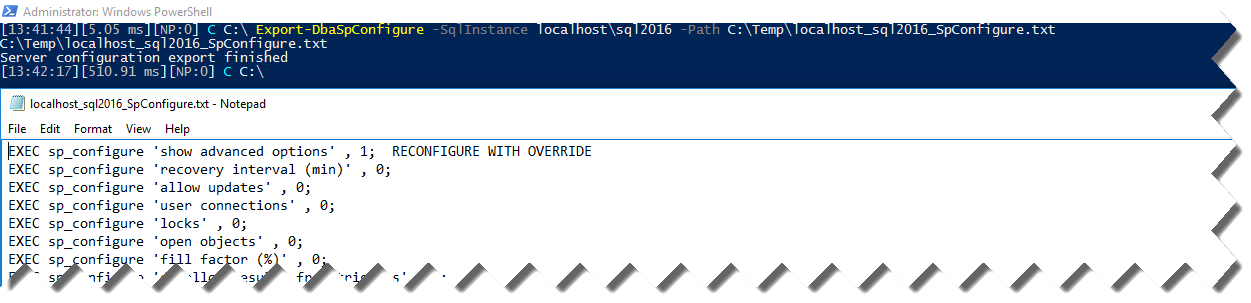 Administrator: Windows PowerShell
[13:41:44][5.05 ms][NP:0] C C:\ Export-DbaSpConfigure -SqlInstance localhost\sql2016 -Path C:\Temp\localhost_sql2016_SpConfigure.txt
C:\Temp\localhost_sql2016_SpConfigure.txt
Server configuration export finished
[13:42:17][510.91 ms][NP:0] C C:\
localhost_sql2016_SpConfigure.txt - Notepad
File Edit Format View Help
EXEC sp_configure 'show advanced options' , 1;  RECONFIGURE WITH OVERRIDE
EXEC sp_configure 'recovery interval (min)' , 0;
EXEC sp_configure 'allow updates' , 0;
EXEC sp_configure 'user connections' , 0;
EXEC sp_configure 'locks' , 0;
EXEC sp_configure 'open objects' , 0;
EXEC sp_configure 'fill factor (%)' , 0;